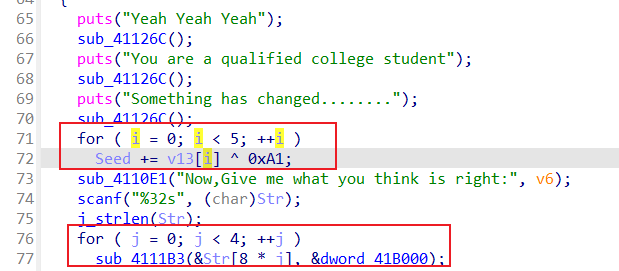 {
65 puts("Yeah Yeah Yeah");
66 sub_41126C();
67 puts("You are a qualified college student");
68 sub_41126C();
69 puts("Something has changed........");
70 sub_41126C();
71 for ( i = 0; i < 5; ++i )
72 Seed += v13[i] ^ 0xA1;
73 sub_4110E1("Now,Give me what you think is right:", v6);
74 scanf("%32s", (char)Str);
75 j_strlen(Str);
76 for ( j = 0; j < 4; ++j )
77 sub_4111B3(&Str[8 * j], &dword_41B000);